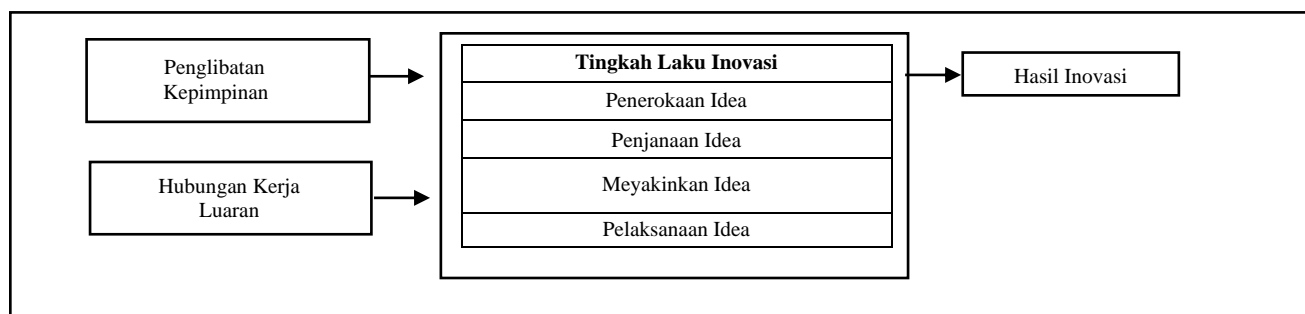 Penglibatan
Kepimpinan
Hubungan Kerja
Luaran
Tingkah Laku Inovasi
Penerokaan Idea
Penjanaan Idea
Meyakinkan Idea
Pelaksanaan Idea
Hasil Inovasi